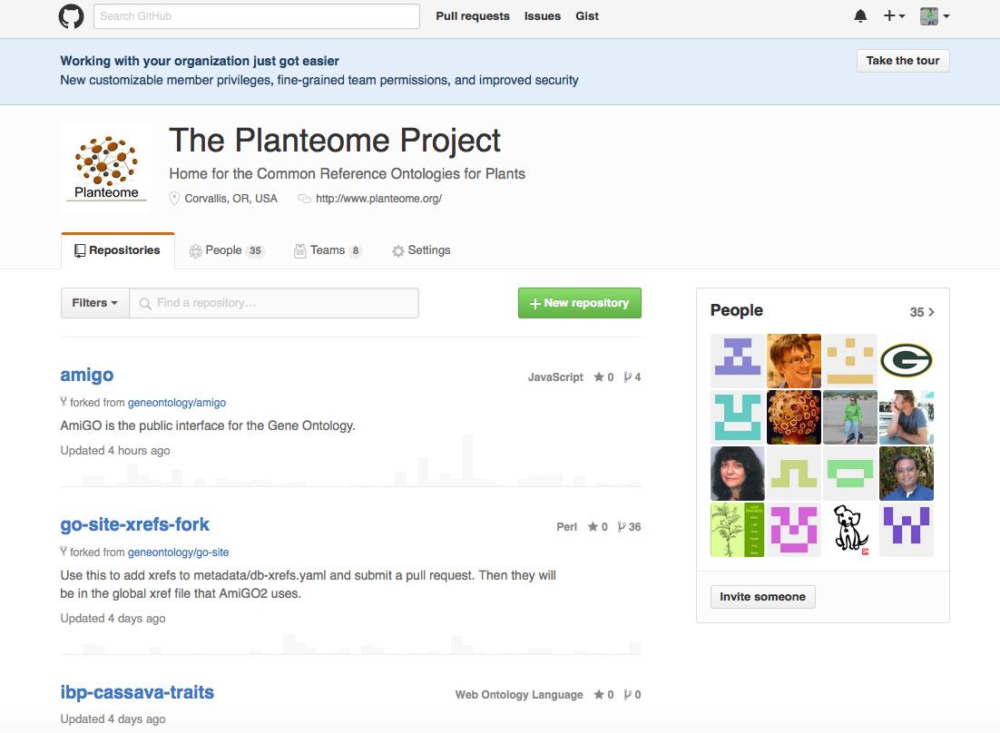 Search GitHub
Pull requests Issues Gist
Working with your organization just got easier
New customizable member privileges, fine-grained team permissions, and improved security
Take the tour
Planteome
The Planteome Project
Home for the Common Reference Ontologies for Plants
Corvallis, OR, USA http://www.planteome.org/
Repositories People 35 Teams 8 Settings
Filters Find a repository…
New repository
amigo
JavaScript 0 4
forked from geneontology/amigo
AmiGO is the public interface for the Gene Ontology.
Updated 4 hours ago
go-site-xrefs-fork
Perl 0 36
forked from geneontology/go-site
Use this to add xrefs to metadata/db-xrefs.yaml and submit a pull request. Then they will
be in the global xref file that AmiGO2 uses.
Updated 4 days ago
ibp-cassava-traits
Web Ontology Language 0 0
Updated 4 days ago
People
35
G
Invite someone